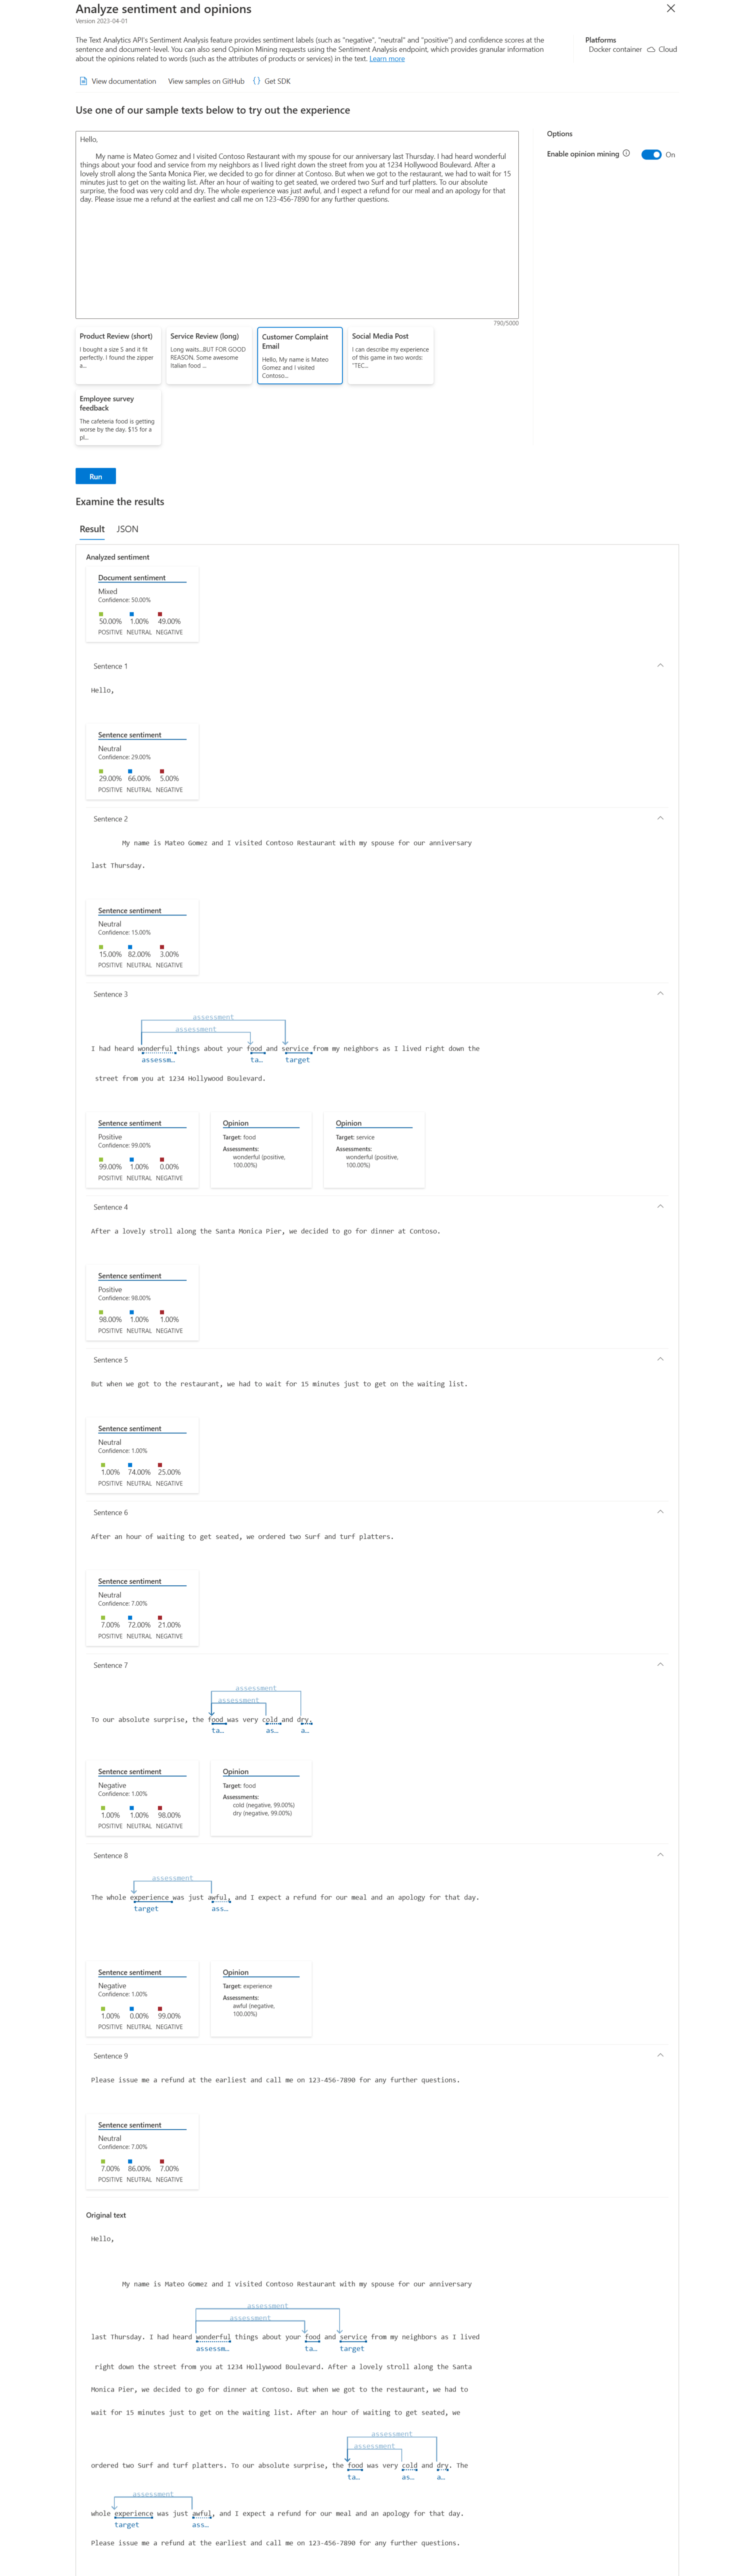 Analyze sentiment and opinions
Version 2023-04-01
The Text Analytics API's Sentiment Analysis feature provides sentiment labels (such as "negative", "neutral" and "positive") and confidence scores at the
sentence and document-level. You can also send Opinion Mining requests using the Sentiment Analysis endpoint, which provides granular information
about the opinions related to words (such as the attributes of products or services) in the text. Learn more
Platforms
Docker container Cloud
View documentation View samples on GitHub {} Get SDK
Use one of our sample texts below to try out the experience
Hello,
My name is Mateo Gomez and I visited Contoso Restaurant with my spouse for our anniversary last Thursday. I had heard wonderful
things about your food and service from my neighbors as I lived right down the street from you at 1234 Hollywood Boulevard. After a
lovely stroll along the Santa Monica Pier, we decided to go for dinner at Contoso. But when we got to the restaurant, we had to wait for 15
minutes just to get on the waiting list. After an hour of waiting to get seated, we ordered two Surf and turf platters. To our absolute
surprise, the food was very cold and dry. The whole experience was just awful, and I expect a refund for our meal and an apology for that
day. Please issue me a refund at the earliest and call me on 123-456-7890 for any further questions.
790/5000
Options
Enable opinion mining On
Product Review (short)
I bought a size S and it fit
perfectly. I found the zipper
a...
Service Review (long)
Long waits...BUT FOR GOOD
REASON. Some awesome
Italian food ...
Customer Complaint
Email
Hello, My name is Mateo
Gomez and I visited
Contoso...
Social Media Post
I can describe my experience
of this game in two words:
"TEC...
Employee survey
feedback
The cafeteria food is getting
worse by the day. $15 for a
pl...
Run
Examine the results
Result JSON
Analyzed sentiment
Document sentiment
Mixed
Confidence: 50.00%
50.00% 1.00% 49.00%
POSITIVE NEUTRAL NEGATIVE
Sentence 1
Hello,
Sentence sentiment
Neutral
Confidence: 29.00%
29.00% 66.00% 5.00%
POSITIVE NEUTRAL NEGATIVE
Sentence 2
My name is Mateo Gomez and I visited Contoso Restaurant with my spouse for our anniversary
last Thursday.
Sentence sentiment
Neutral
Confidence: 15.00%
15.00% 82.00% 3.00%
POSITIVE NEUTRAL NEGATIVE
Sentence 3
assessment
assessment
I had heard wonderful things about your food and service from my neighbors as I lived right down the
assessm... ta... target
street from you at 1234 Hollywood Boulevard.
Sentence sentiment
Positive
Confidence: 99.00%
99.00% 1.00% 0.00%
POSITIVE NEUTRAL NEGATIVE
Opinion
Target: food
Assessments:
wonderful (positive,
100.00%)
Opinion
Target: service
Assessments:
wonderful (positive,
100.00%)
Sentence 4
After a lovely stroll along the Santa Monica Pier, we decided to go for dinner at Contoso.
Sentence sentiment
Positive
Confidence: 98.00%
98.00% 1.00% 1.00%
POSITIVE NEUTRAL NEGATIVE
Sentence 5
But when we got to the restaurant, we had to wait for 15 minutes just to get on the waiting list.
Sentence sentiment
Neutral
Confidence: 1.00%
1.00% 74.00% 25.00%
POSITIVE NEUTRAL NEGATIVE
Sentence 6
After an hour of waiting to get seated, we ordered two Surf and turf platters.
Sentence sentiment
Neutral
Confidence: 7.00%
7.00% 72.00% 21.00%
POSITIVE NEUTRAL NEGATIVE
Sentence 7
assessment
assessment
To our absolute surprise, the food was very cold and dry.
ta... as... a...
Sentence sentiment
Negative
Confidence: 1.00%
1.00% 1.00% 98.00%
POSITIVE NEUTRAL NEGATIVE
Opinion
Target: food
Assessments:
cold (negative, 99.00%)
dry (negative, 99.00%)
Sentence 8
assessment
The whole experience was just awful, and I expect a refund for our meal and an apology for that day.
target ass...
Sentence sentiment
Negative
Confidence: 1.00%
1.00% 0.00% 99.00%
POSITIVE NEUTRAL NEGATIVE
Opinion
Target: experience
Assessments:
awful (negative,
100.00%)
Sentence 9
Please issue me a refund at the earliest and call me on 123-456-7890 for any further questions.
Sentence sentiment
Neutral
Confidence: 7.00%
7.00% 86.00% 7.00%
POSITIVE NEUTRAL NEGATIVE
Original text
Hello,
My name is Mateo Gomez and I visited Contoso Restaurant with my spouse for our anniversary
assessment
assessment
last Thursday. I had heard wonderful things about your food and service from my neighbors as I lived
assessm... ta... target
right down the street from you at 1234 Hollywood Boulevard. After a lovely stroll along the Santa
Monica Pier, we decided to go for dinner at Contoso. But when we got to the restaurant, we had to
wait for 15 minutes just to get on the waiting list. After an hour of waiting to get seated, we
assessment
assessment
ordered two Surf and turf platters. To our absolute surprise, the food was very cold and dry. The
ta... as... a...
assessment
whole experience was just awful, and I expect a refund for our meal and an apology for that day.
target ass...
Please issue me a refund at the earliest and call me on 123-456-7890 for any further questions.